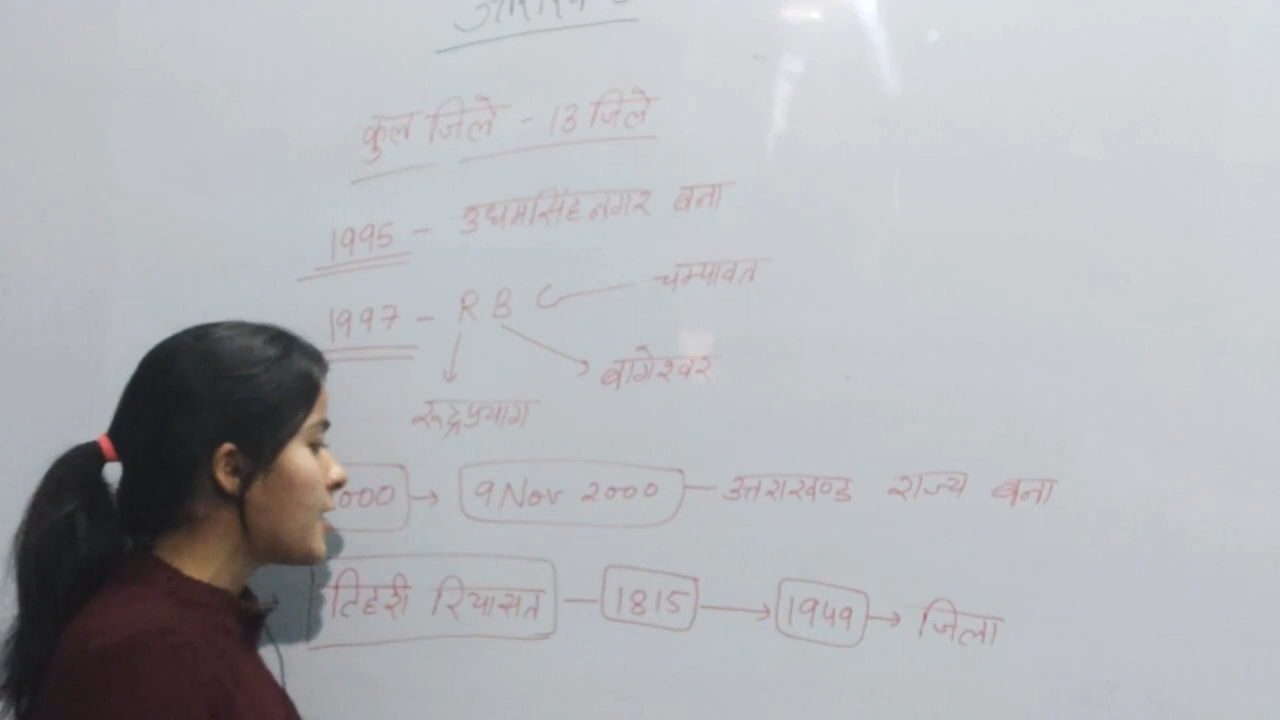 कुल जिले - 13 जिले
1995 - उधमसिंह नगर बना
1997 - R B C
चम्पावत
बागेश्वर
रूद्रप्रयाग
000 → 9 Nov 2000 - उत्तराखण्ड राज्य बना
टिहरी रियासत - 1815 → 1949 → जिला